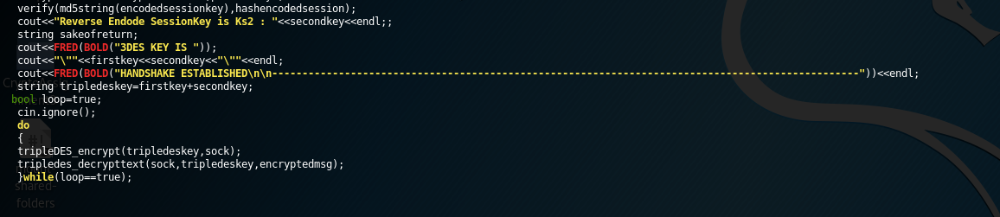 verify(md5string(encodedsessionkey),hashencodedsession);
cout<<"Reverse Endode SessionKey is Ks2 : "<<secondkey<<endl;;
string sakeofreturn;
cout<<FRED(BOLD("3DES KEY IS "));
cout<<"\""<<firstkey<<secondkey<<"\""<<endl;
cout<<FRED(BOLD("HANDSHAKE ESTABLISHED\n\n-------------------------------------------------------------------------------------------------"))<<endl;
string tripledeskey=firstkey+secondkey;
bool loop=true;
cin.ignore();
do
{
tripleDES_encrypt(tripledeskey,sock);
tripledes_decrypttext(sock,tripledeskey,encryptedmsg);
}while(loop==true);
shared-
folders